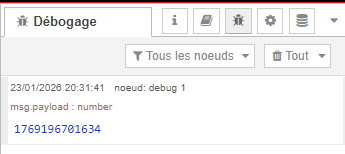 Débogage
Tous les noeuds
Tout
23/01/2026 20:31:41 noeud: debug 1
msg.payload : number
1769196701634